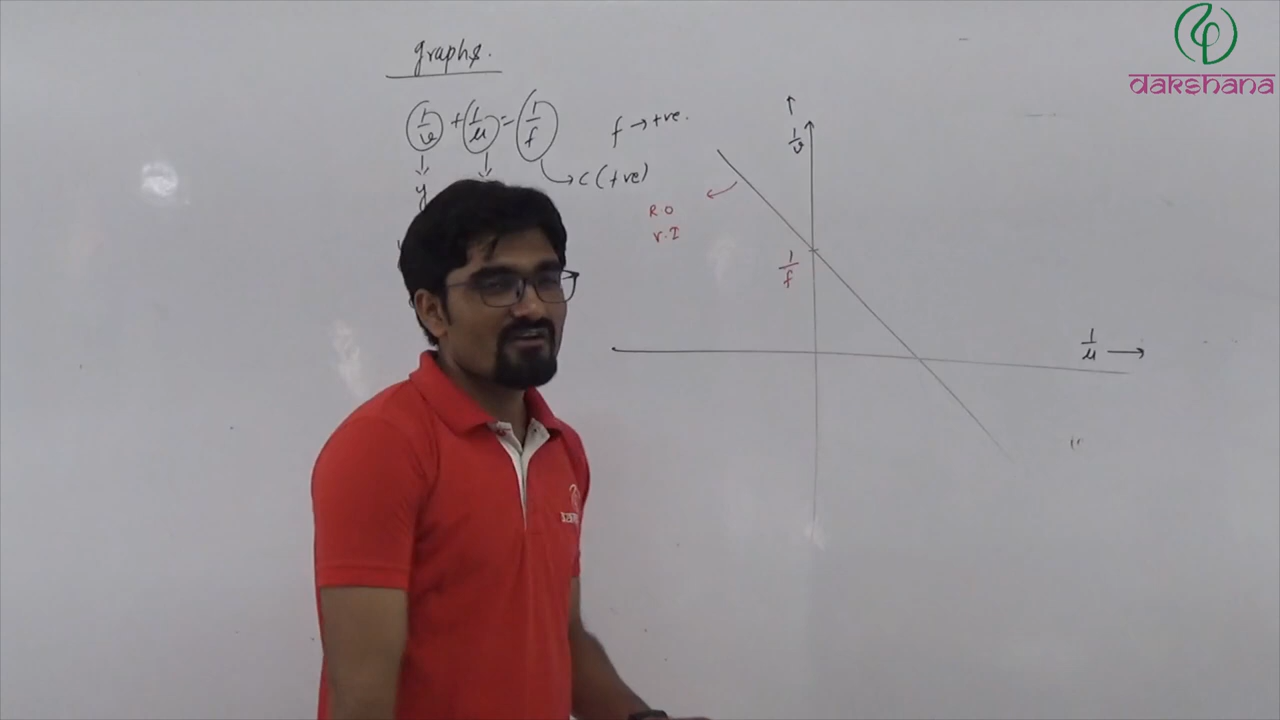 graphs.
1/v + 1/u = 1/f
f → +ve.
y
→ c (+ve)
↑
1/v
R.O
V.I
1/f
1/u →
dakshana